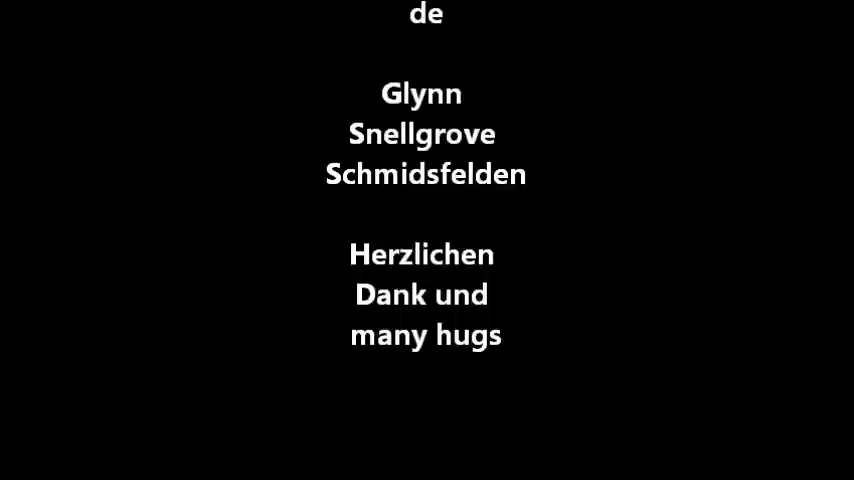 de
Glynn
Snellgrove
Schmidsfelden
Herzlichen
Dank und
many hugs